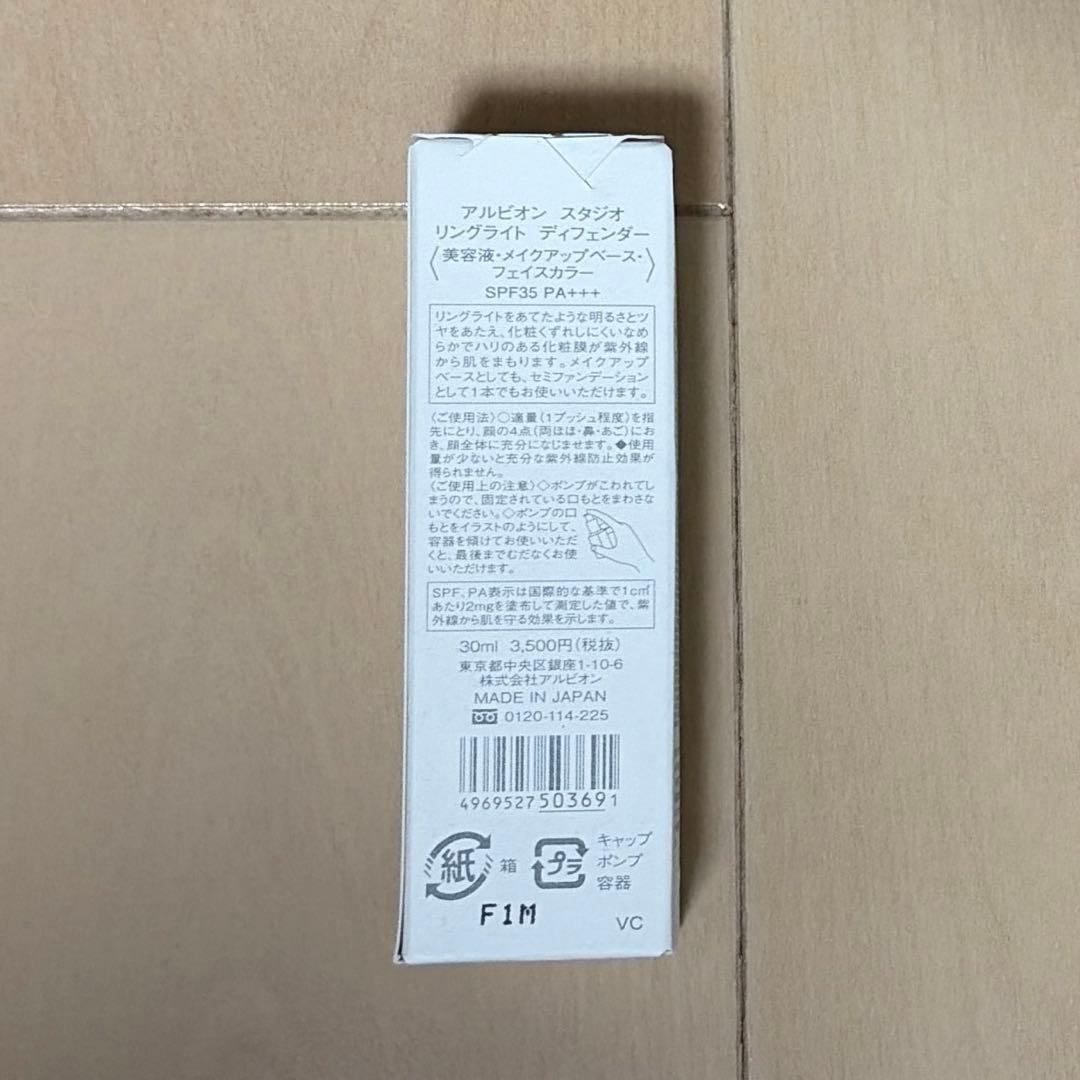 アルビオン スタジオ
リングライト ディフェンダー
〈美容液・メイクアップベース・
フェイスカラー〉
SPF35 PA+++
リングライトをあてたような明るさとツ
ヤをあたえ、化粧くずれしにくいなめ
らかでハリのある化粧膜が紫外線
から肌をまもります。メイクアップ
ベースとしても、セミファンデーション
として1本でもお使いいただけます。
〈ご使用法〉○適量(1プッシュ程度)を指
先にとり、顔の4点(両ほほ・鼻・あご)にお
き、顔全体に充分になじませます。◆使用
量が少ないと充分な紫外線防止効果が
得られません。
〈ご使用上の注意〉◇ポンプがこわれてし
まうので、固定されている口もとをまわさな
いでください。◇ポンプの口
もとをイラストのようにして、
容器を傾けてお使いいただ
くと、最後までむだなくお使
いいただけます。
SPF、PA表示は国際的な基準で1c㎡
あたり2mgを塗布して測定した値で、紫
外線から肌を守る効果を示します。
30ml 3,500円(税抜)
東京都中央区銀座1-10-6
株式会社アルビオン
MADE IN JAPAN
0120-114-225
4969527503691
紙 箱
プラ キャップ
ポンプ
容器
F1M
VC